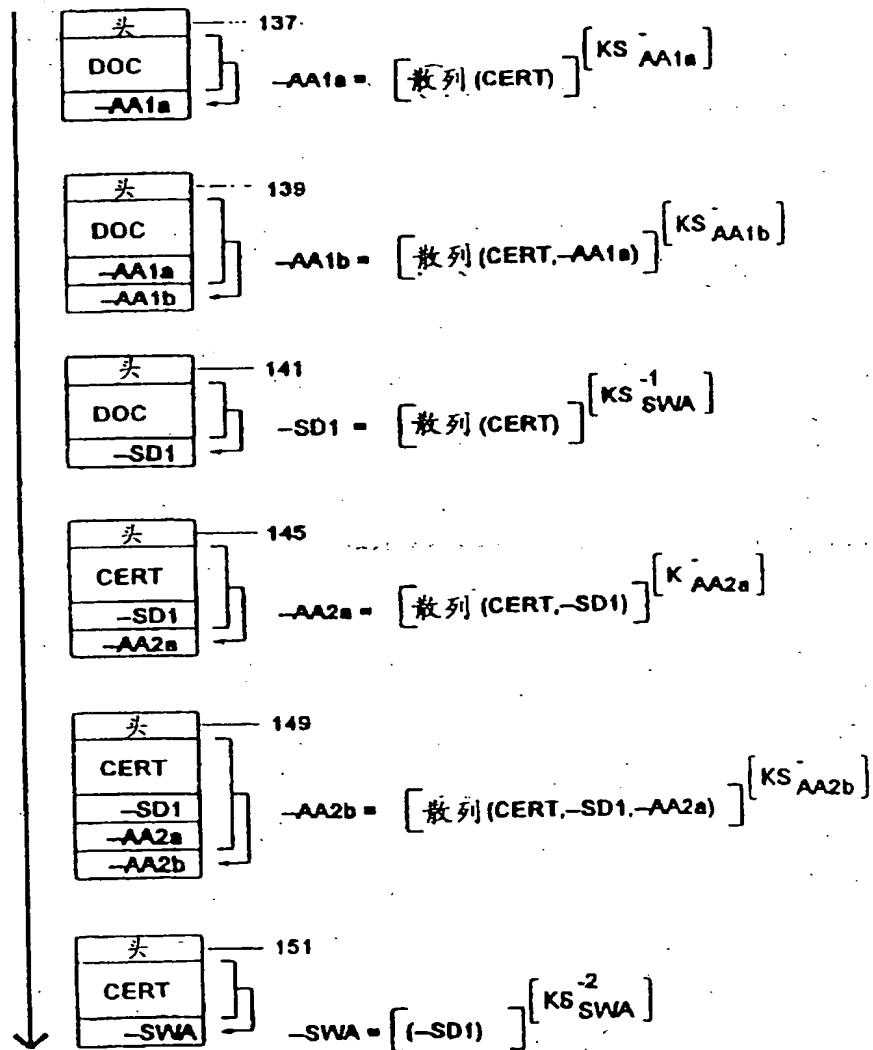 头 137
DOC
–AA1a
–AA1a = [散列(CERT)] [KS⁻AA1a]
头 139
DOC
–AA1a
–AA1b
–AA1b = [散列(CERT,–AA1a)] [KS⁻AA1b]
头 141
DOC
–SD1
–SD1 = [散列(CERT)] [KS⁻¹SWA]
头 145
CERT
–SD1
–AA2a
–AA2a = [散列(CERT,–SD1)] [K⁻AA2a]
头 149
CERT
–SD1
–AA2a
–AA2b
–AA2b = [散列(CERT,–SD1,–AA2a)] [KS⁻AA2b]
头 151
CERT
–SWA
–SWA = [(–SD1)] [KS⁻²SWA]